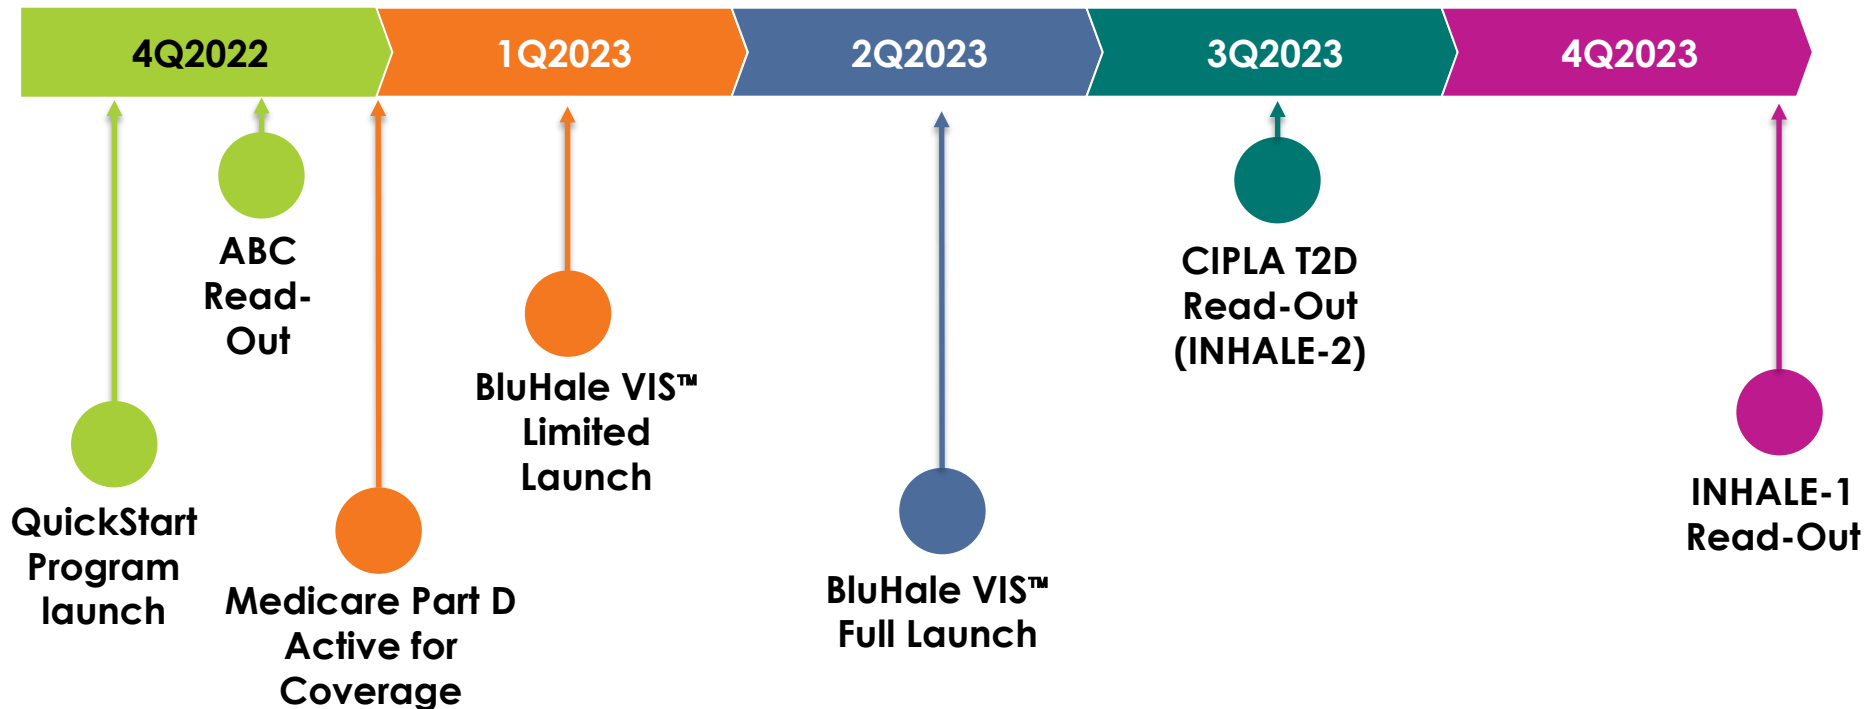 4Q2022
1Q2023
2Q2023
3Q2023
4Q2023
QuickStart
Program
launch
ABC
Read-
Out
Medicare Part D
Active for
Coverage
BluHale VIS™
Limited
Launch
BluHale VIS™
Full Launch
CIPLA T2D
Read-Out
(INHALE-2)
INHALE-1
Read-Out